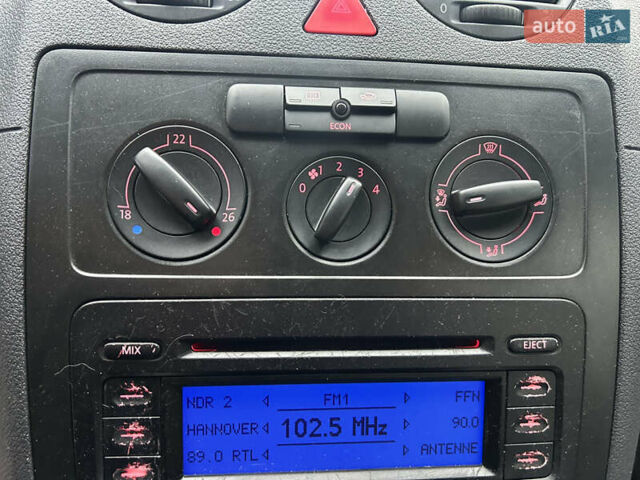 0
auto RIA
ECON
22
18
26
0
1
2
3
4
MIX
EJECT
NDR 2
FM1
FFN
HANNOVER
102.5 MHz
90.0
89.0 RTL
ANTENNE